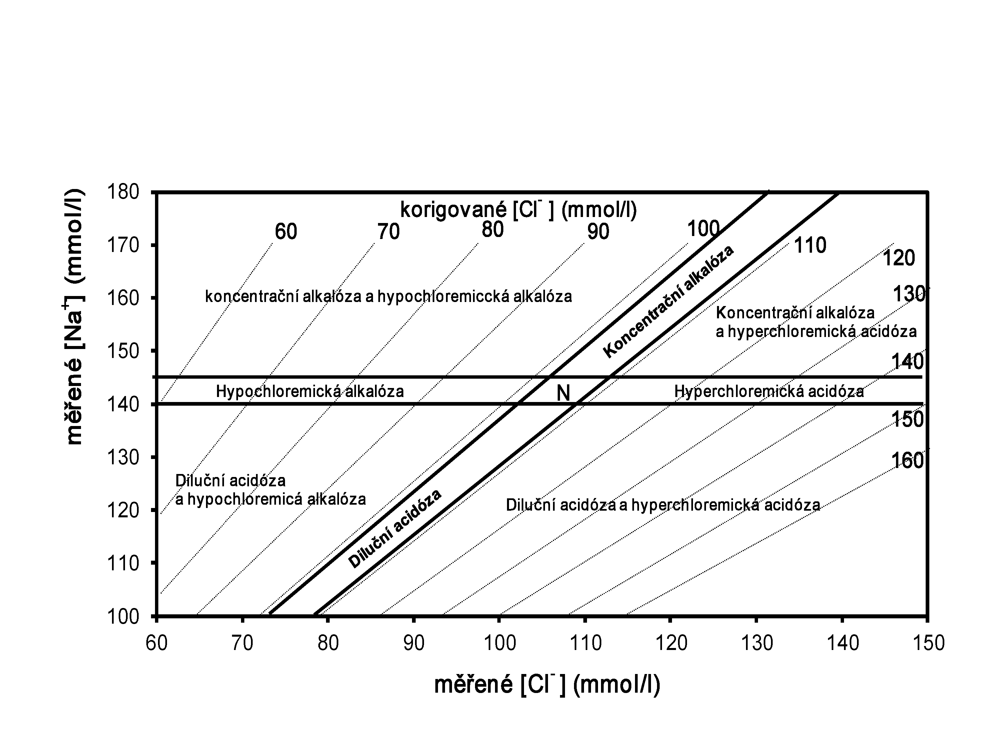 180
korigované [Cl⁻] (mmol/l)
60 70 80 90 100
170
110
120
160
130
koncentrační alkalóza a hypochloremiccká alkalóza
Koncentrační alkalóza
Koncentrační alkalóza
a hyperchloremická acidóza
150
140
Hypochloremická alkalóza
N
Hyperchloremická acidóza
140
150
130
160
Diluční acidóza
a hypochloremicá alkalóza
Diluční acidóza
Diluční acidóza a hyperchloremická acidóza
120
110
100
měřené [Na⁺] (mmol/l)
60 70 80 90 100 110 120 130 140 150
měřené [Cl⁻] (mmol/l)